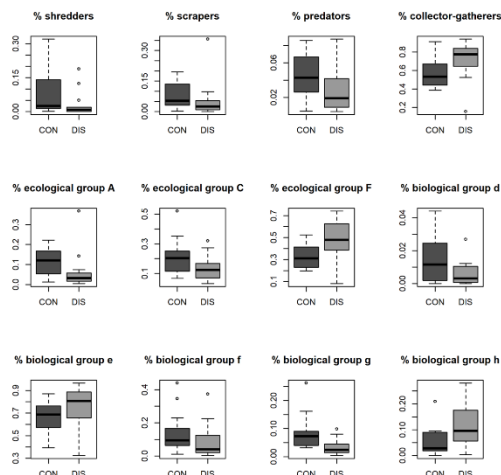 % shredders % scrapers % predators % collector-gatherers
0.00 0.15 0.30 0.00 0.15 0.30 0.02 0.04 0.06 0.08 0.2 0.4 0.6 0.8
CON DIS CON DIS CON DIS CON DIS
% ecological group A % ecological group C % ecological group F % biological group d
0.0 0.1 0.2 0.3 0.1 0.3 0.5 0.1 0.3 0.5 0.7 0.00 0.02 0.04
CON DIS CON DIS CON DIS CON DIS
% biological group e % biological group f % biological group g % biological group h
0.3 0.5 0.7 0.9 0.0 0.2 0.4 0.00 0.10 0.20 0.00 0.10 0.20
CON DIS CON DIS CON DIS CON DIS